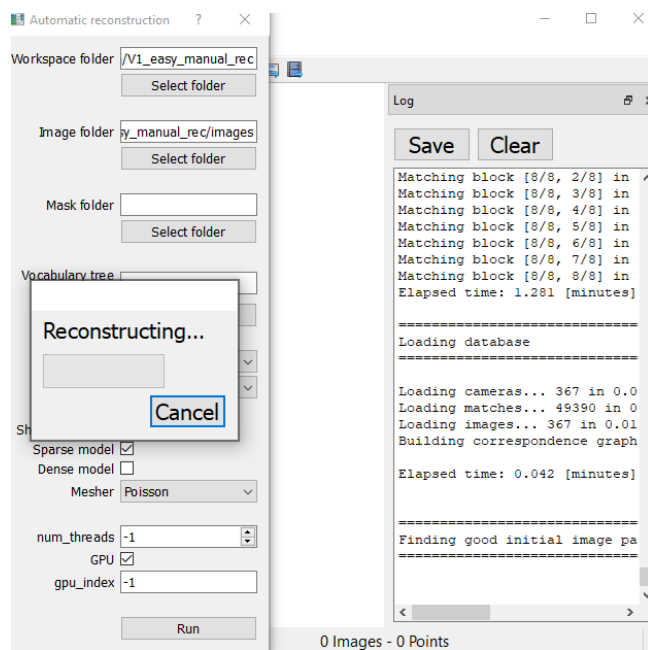 Automatic reconstruction ? ×
Workspace folder /V1_easy_manual_rec
Select folder
Image folder sy_manual_rec/images
Select folder
Mask folder
Select folder
Vocabulary tree
Reconstructing...
Cancel
Sh
Sparse model
Dense model
Mesher Poisson
num_threads -1
GPU
gpu_index -1
Run
Log
Save Clear
Matching block [8/8, 2/8] in
Matching block [8/8, 3/8] in
Matching block [8/8, 4/8] in
Matching block [8/8, 5/8] in
Matching block [8/8, 6/8] in
Matching block [8/8, 7/8] in
Matching block [8/8, 8/8] in
Elapsed time: 1.281 [minutes]
==============================
Loading database
==============================
Loading cameras... 367 in 0.0
Loading matches... 49390 in 0
Loading images... 367 in 0.01
Building correspondence graph
Elapsed time: 0.042 [minutes]
==============================
Finding good initial image pa
==============================
0 Images - 0 Points